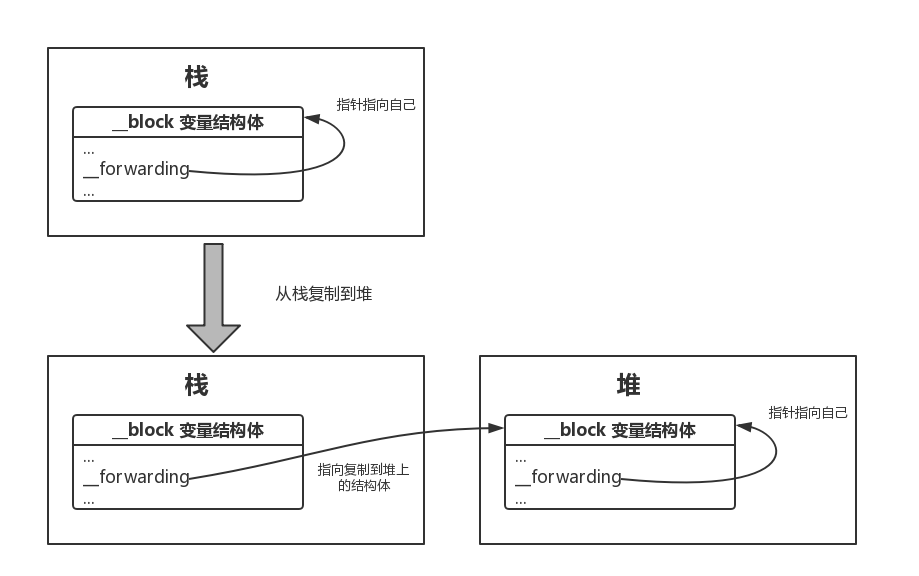 栈
指针指向自己
__block 变量结构体
...
__forwarding
...
从栈复制到堆
栈
__block 变量结构体
...
__forwarding
...
指向复制到堆上
的结构体
堆
指针指向自己
__block 变量结构体
...
__forwarding
...